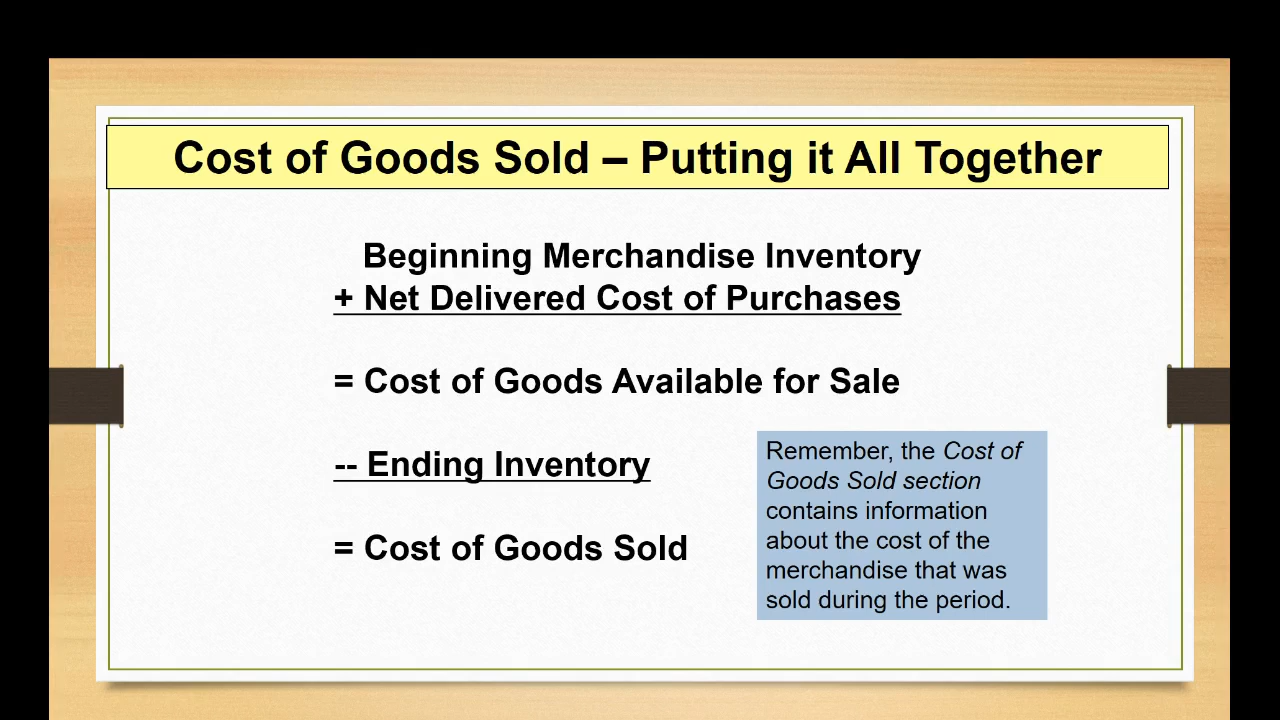 Cost of Goods Sold – Putting it All Together
Beginning Merchandise Inventory
+ Net Delivered Cost of Purchases
= Cost of Goods Available for Sale
-- Ending Inventory
= Cost of Goods Sold
Remember, the Cost of
Goods Sold section
contains information
about the cost of the
merchandise that was
sold during the period.